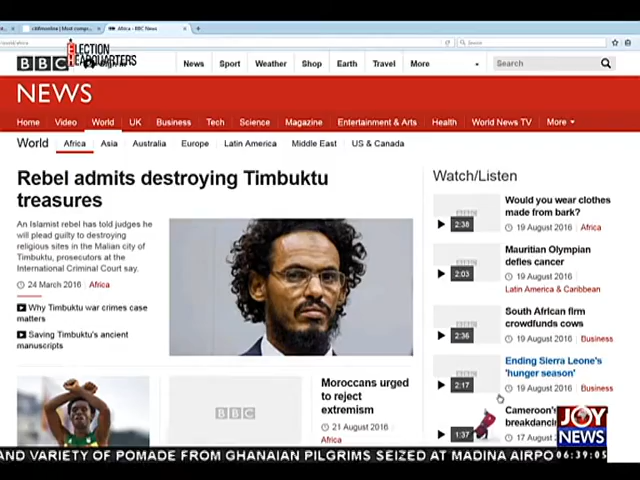 Africa - BBC News
ELECTION
HEADQUARTERS
BBC
News Sport Weather Shop Earth Travel More
Search
NEWS
Home Video World UK Business Tech Science Magazine Entertainment & Arts Health World News TV More
World Africa Asia Australia Europe Latin America Middle East US & Canada
Rebel admits destroying Timbuktu
treasures
An Islamist rebel has told judges he
will plead guilty to destroying
religious sites in the Malian city of
Timbuktu, prosecutors at the
International Criminal Court say.
24 March 2016 Africa
Why Timbuktu war crimes case
matters
Saving Timbuktu's ancient
manuscripts
BBC
Moroccans urged
to reject
extremism
21 August 2016
Africa
Watch/Listen
2:38
Would you wear clothes
made from bark?
19 August 2016 Africa
2:03
Mauritian Olympian
defies cancer
19 August 2016
Latin America & Caribbean
2:36
South African firm
crowdfunds cows
19 August 2016 Business
2:17
Ending Sierra Leone's
'hunger season'
19 August 2016 Business
1:37
Cameroon's
breakdancin
17 Augus
JOY
NEWS
AND VARIETY OF POMADE FROM GHANAIAN PILGRIMS SEIZED AT MADINA AIRPO
06:39:05